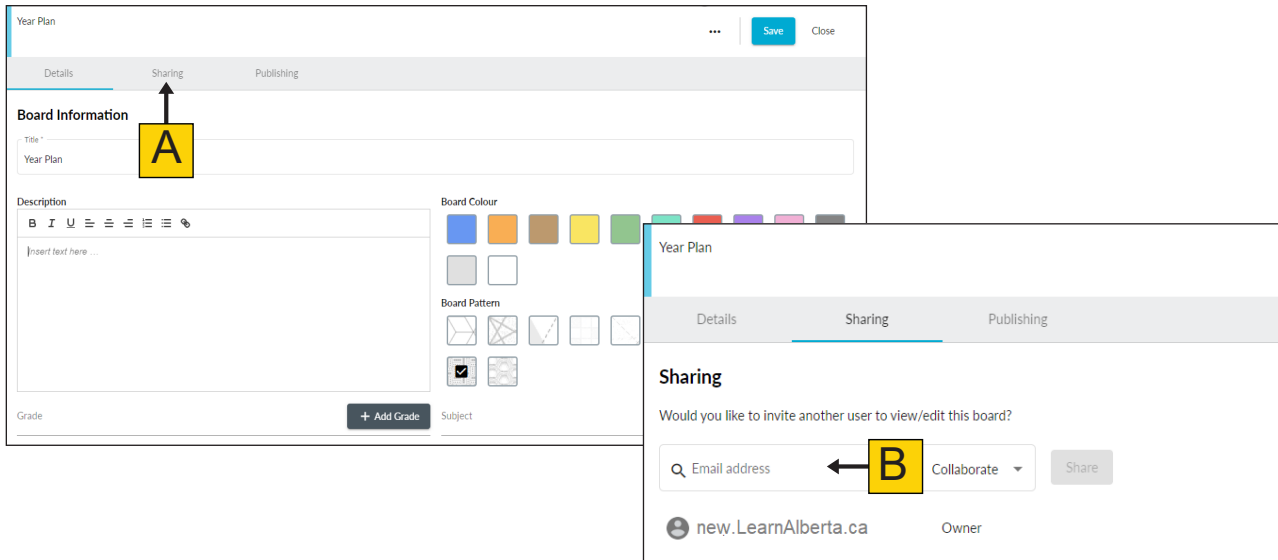 Year Plan
... Save Close
Details Sharing Publishing
Board Information
A
Title *
Year Plan
Description
B I U
Insert text here ...
Board Colour
Board Pattern
Grade
+ Add Grade
Subject
Year Plan
Details Sharing Publishing
Sharing
Would you like to invite another user to view/edit this board?
Email address
B
Collaborate
Share
new.LearnAlberta.ca Owner